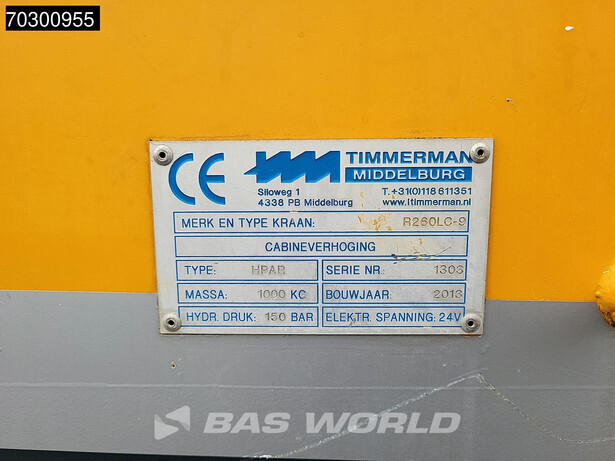 70300955
CE
TIMMERMAN
MIDDELBURG
Siloweg 1
4338 PB Middelburg
T.+31(0)118 611351
www.ltimmerman.nl
MERK EN TYPE KRAAN: R260LC-9
CABINEVERHOGING
TYPE: HPAR
SERIE NR.: 1303
MASSA: 1000 KG
BOUWJAAR: 2013
HYDR. DRUK: 150 BAR
ELEKTR. SPANNING: 24V
BAS WORLD